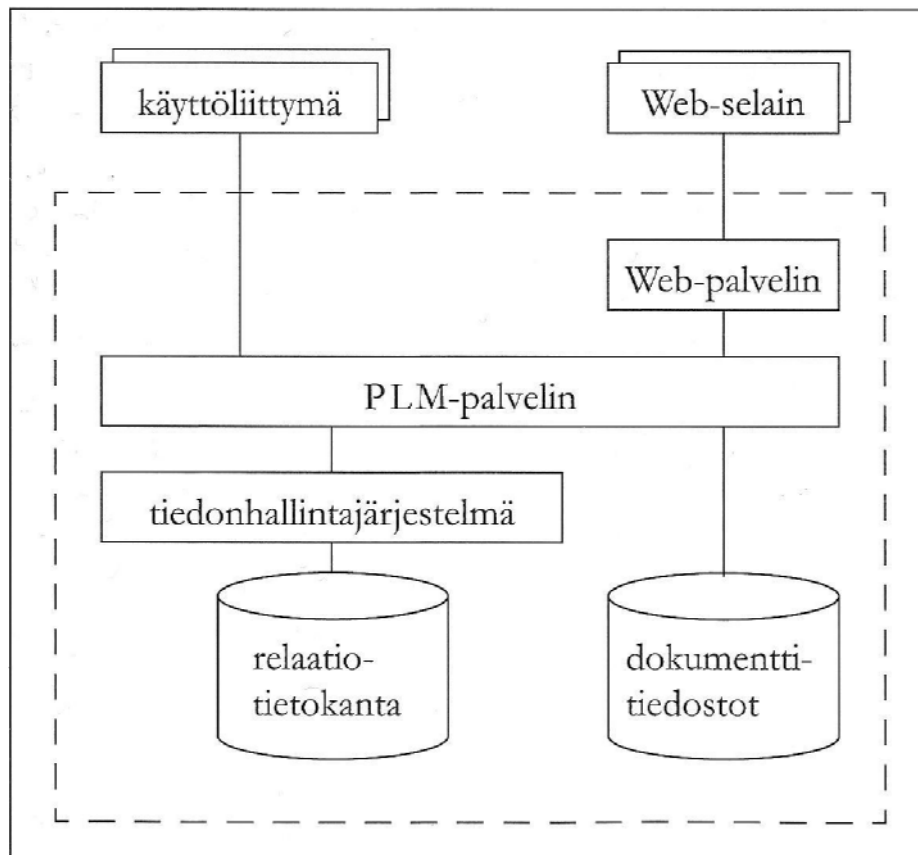 käyttöliittymä
Web-selain
Web-palvelin
PLM-palvelin
tiedonhallintajärjestelmä
relaatio-
tietokanta
dokumentti-
tiedostot